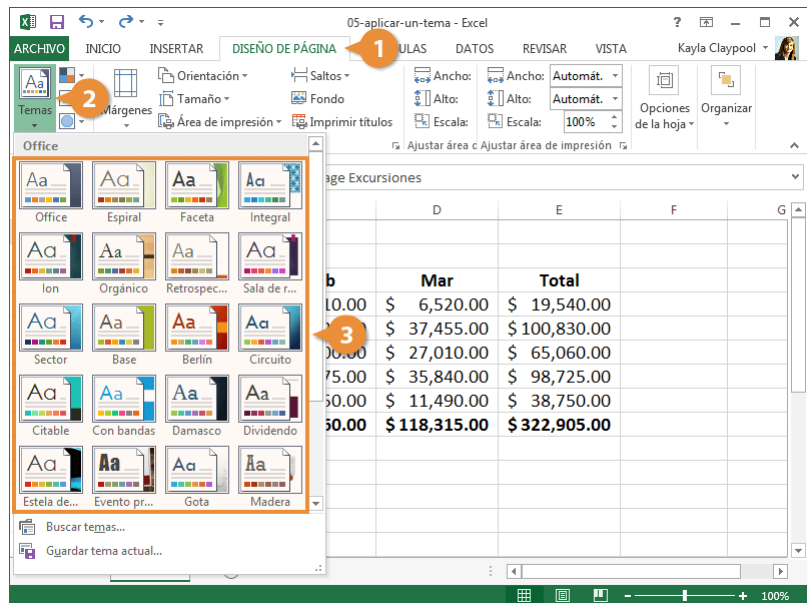 05-aplicar-un-tema - Excel
ARCHIVO INICIO INSERTAR DISEÑO DE PÁGINA 1 ULAS DATOS REVISAR VISTA Kayla Claypool
Aa Orientación Saltos Ancho: Ancho: Automát.
2 Tamaño Fondo Alto: Alto: Automát.
Temas Márgenes Área de impresión Imprimir títulos Escala: Escala: 100% Opciones de la hoja Organizar
Ajustar área c Ajustar área de impresión
Office
age Excursiones
Office Espiral Faceta Integral
D E F G
Ion Orgánico Retrospec... Sala de r...
b Mar Total
10.00 $ 6,520.00 $ 19,540.00
$ 37,455.00 $ 100,830.00
3
Sector Base Berlín Circuito
00.00 $ 27,010.00 $ 65,060.00
75.00 $ 35,840.00 $ 98,725.00
50.00 $ 11,490.00 $ 38,750.00
Citable Con bandas Damasco Dividendo
50.00 $ 118,315.00 $ 322,905.00
Estela de... Evento pr... Gota Madera
Buscar temas...
Guardar tema actual...
100%